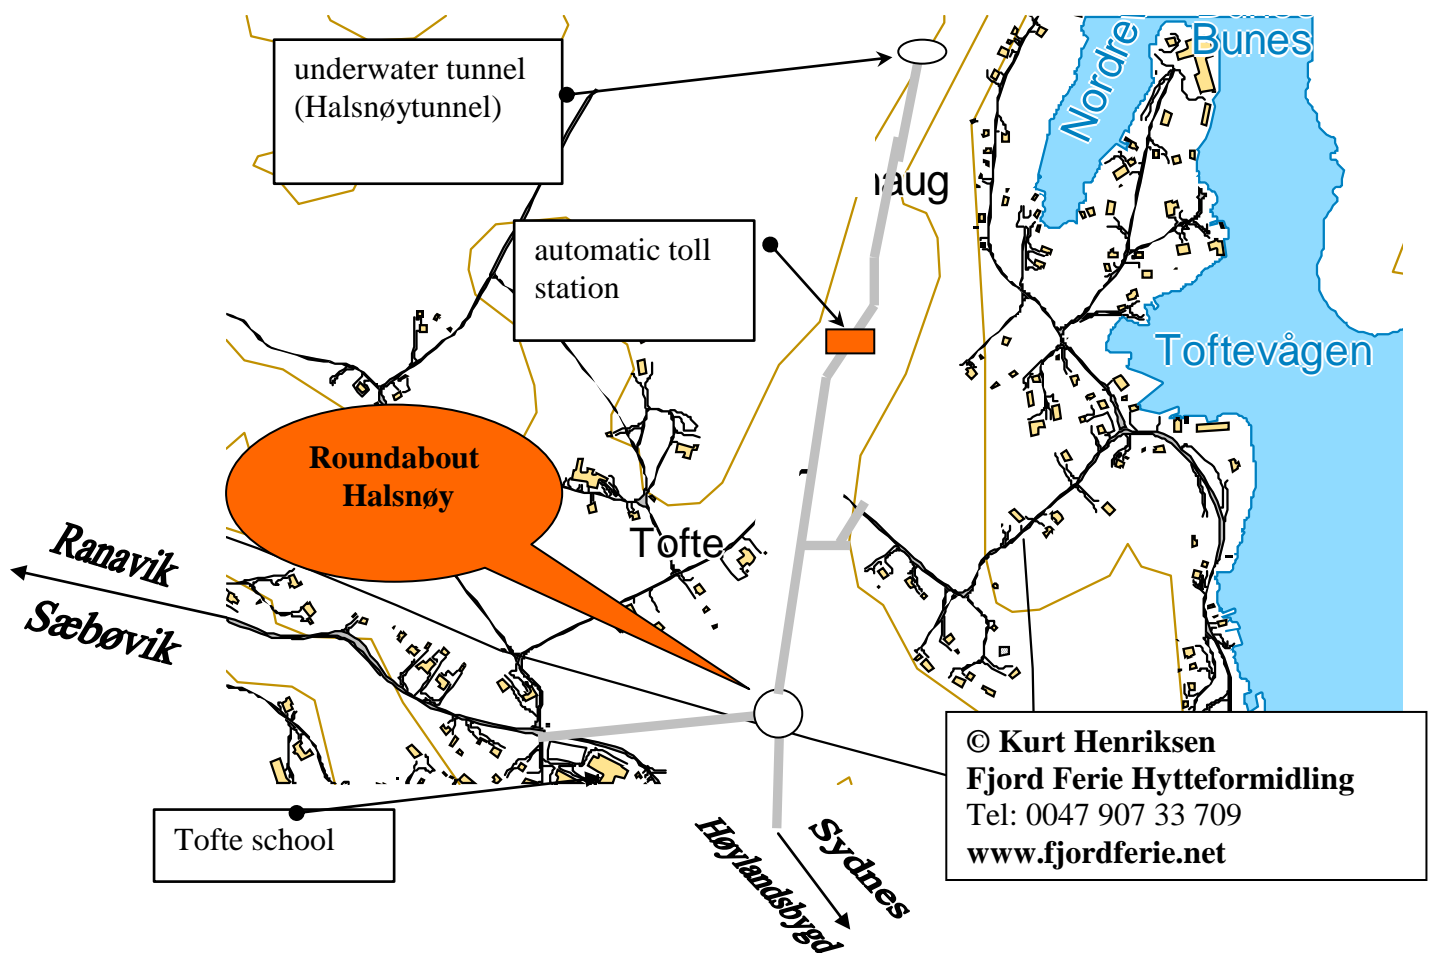 Bunes
Nordre
underwater tunnel
(Halsnøytunnel)
automatic toll
station
Toftevågen
Roundabout
Halsnøy
Tofte
Ranavik
Sæbøvik
© Kurt Henriksen
Fjord Ferie Hytteformidling
Tel: 0047 907 33 709
www.fjordferie.net
Tofte school
Sydnes
Høylandsbygd